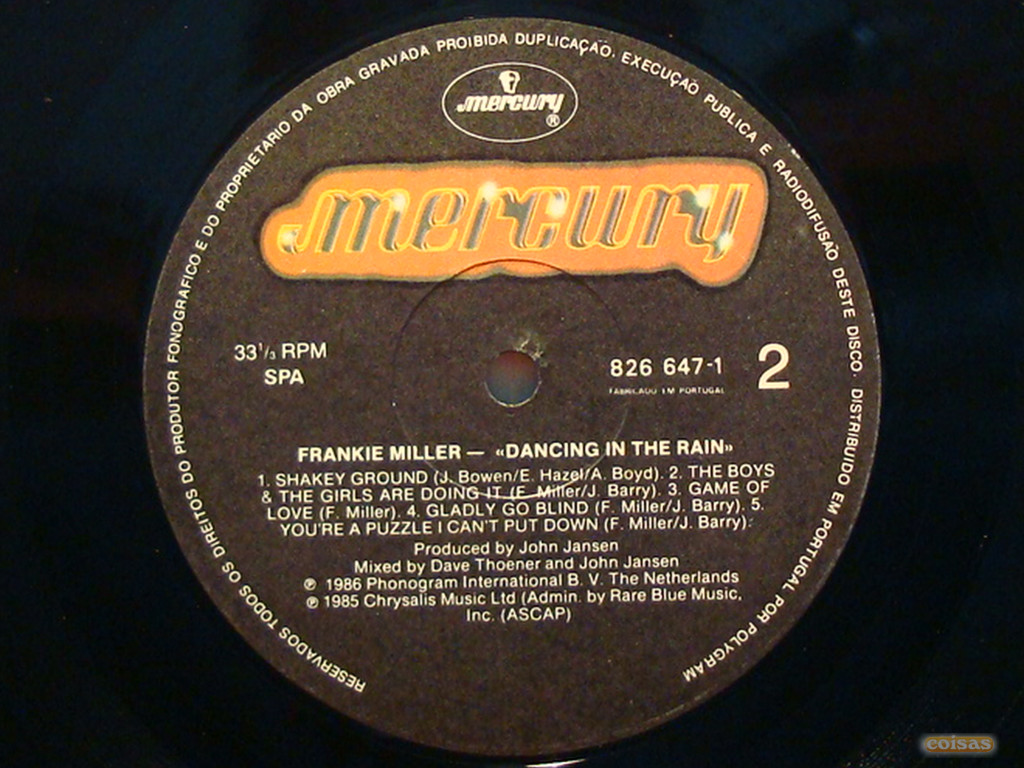 RESERVADOS TODOS OS DIREITOS DO PRODUTOR FONOGRAFICO E DO PROPRIETARIO DA OBRA GRAVADA PROIBIDA DUPLICAÇÃO, EXECUÇÃO PUBLICA E RADIODIFUSÃO DESTE DISCO. DISTRIBUIDO EM PORTUGAL POR POLYGRAM
mercury ®
mercury
33⅓ RPM
SPA
826 647-1
FABRICADO EM PORTUGAL
2
FRANKIE MILLER — «DANCING IN THE RAIN»
1. SHAKEY GROUND (J. Bowen/E. Hazel/A. Boyd). 2. THE BOYS
& THE GIRLS ARE DOING IT (F. Miller/J. Barry). 3. GAME OF
LOVE (F. Miller). 4. GLADLY GO BLIND (F. Miller/J. Barry). 5.
YOU'RE A PUZZLE I CAN'T PUT DOWN (F. Miller/J. Barry).
Produced by John Jansen
Mixed by Dave Thoener and John Jansen
℗ 1986 Phonogram International B. V. The Netherlands
℗ 1985 Chrysalis Music Ltd (Admin. by Rare Blue Music,
Inc. (ASCAP)
coisas